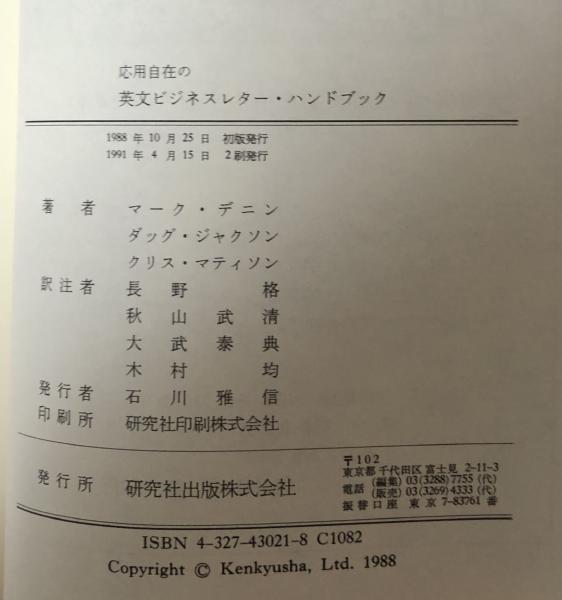 応用自在の
英文ビジネスレター・ハンドブック
1988 年 10 月 25 日 初版発行
1991 年 4 月 15 日 2刷発行
著者 マーク・デニン
ダッグ・ジャクソン
クリス・マティソン
訳注者 長野 格
秋山武清
大武泰典
木村 均
発行者 石川雅信
印刷所 研究社印刷株式会社
発行所 研究社出版株式会社
〒102
東京都千代田区富士見 2-11-3
電話 (編集) 03(3288)7755 (代)
(販売) 03(3269)4333 (代)
振替口座 東京 7-83761 番
ISBN 4-327-43021-8 C1082
Copyright © Kenkyusha, Ltd. 1988